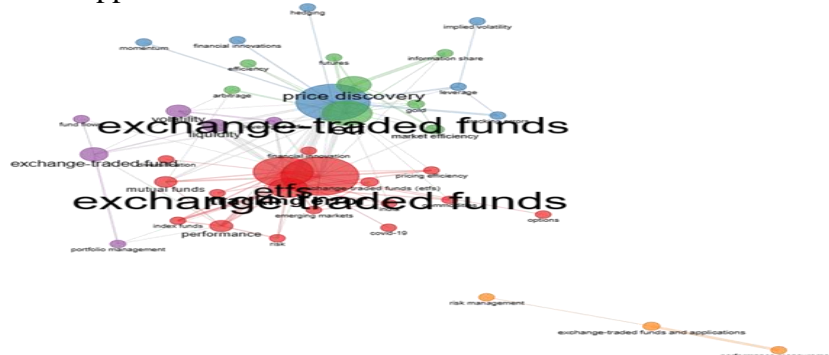 hedging
implied volatility
momentum
financial innovations
information share
futures
efficiency
leverage
arbitrage
price discovery
gold
volatility
fund flows
exchange-traded funds
etf
liquidity
market efficiency
financial innovation
exchange-traded fund
pricing efficiency
mutual funds
etfs
exchange-traded funds (etfs)
exchange traded funds
tracking error
emerging markets
options
index funds
performance
covid-19
risk
portfolio management
risk management
exchange-traded funds and applications